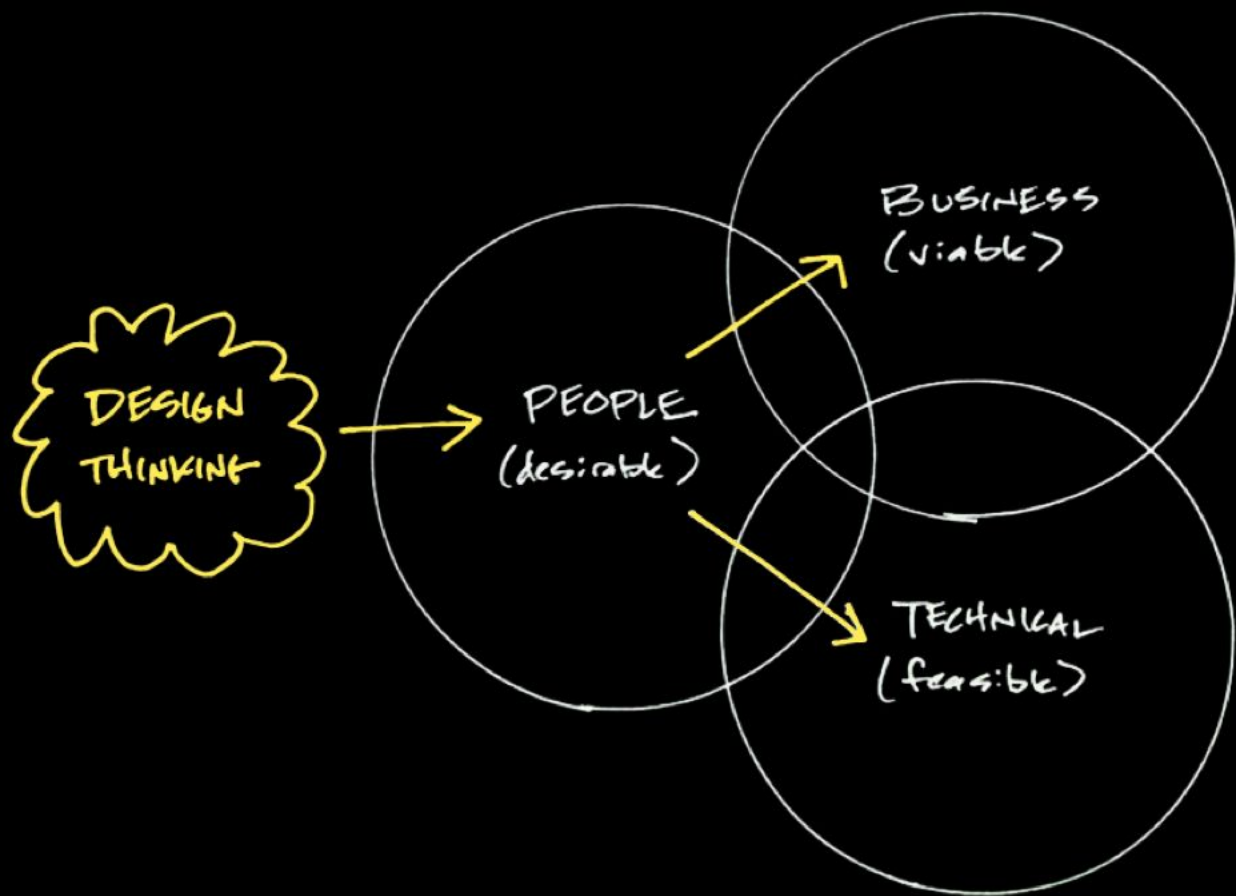 DESIGN
THINKING
PEOPLE
(desirable)
BUSINESS
(viable)
TECHNICAL
(feasible)